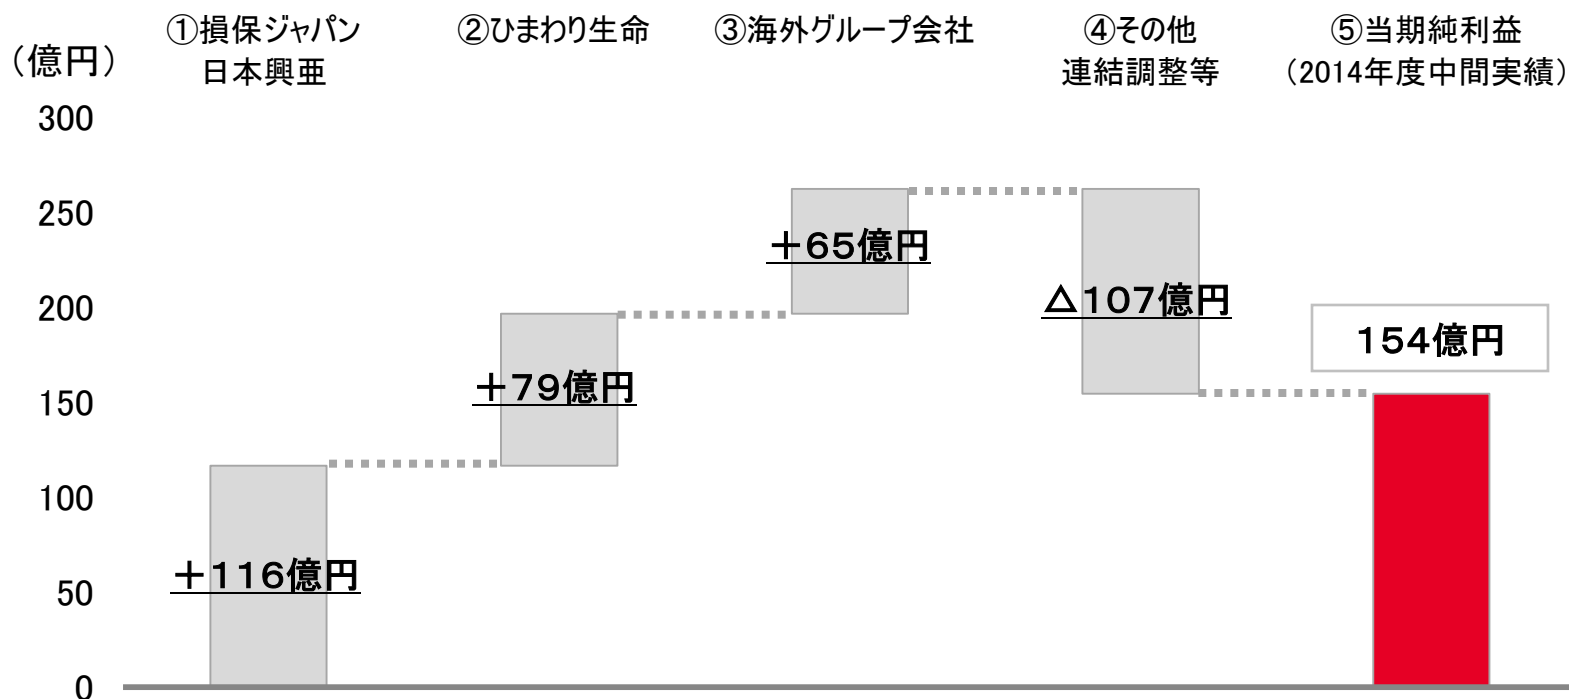 ①損保ジャパン
日本興亜
②ひまわり生命
③海外グループ会社
④その他
連結調整等
⑤当期純利益
（2014年度中間実績）
（億円）
300
250
200
150
100
50
0
＋116億円
＋79億円
＋65億円
△107億円
154億円